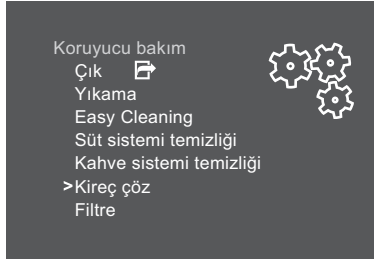 Koruyucu bakım
Çık
Yıkama
Easy Cleaning
Süt sistemi temizliği
Kahve sistemi temizliği
>Kireç çöz
Filtre